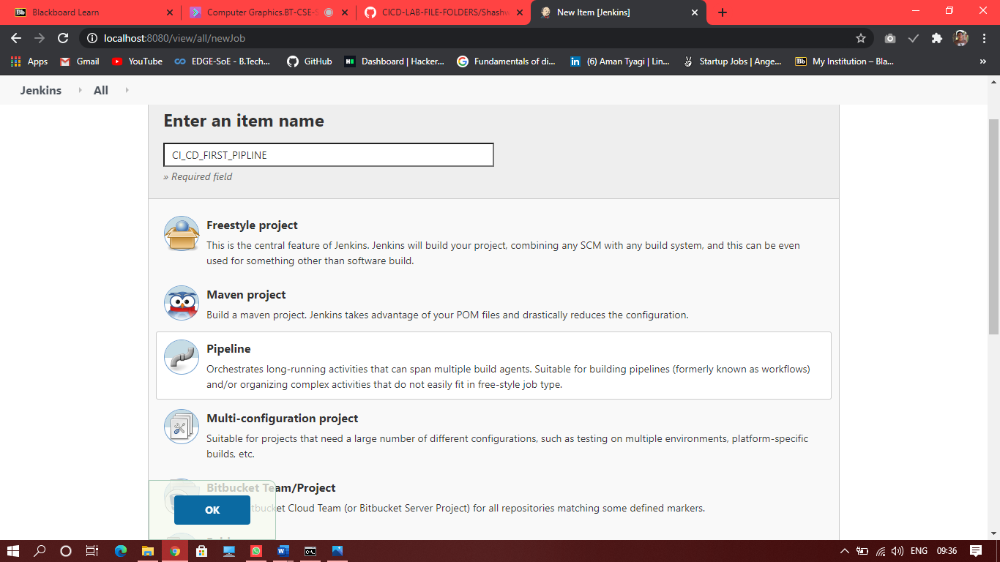 Blackboard Learn
Computer Graphics.BT-CSE-S
CICD-LAB-FILE-FOLDERS/Shashw
New Item [Jenkins]
localhost:8080/view/all/newJob
Apps
Gmail
YouTube
EDGE-SoE - B.Tech...
GitHub
Dashboard | Hacker...
Fundamentals of di...
(6) Aman Tyagi | Lin...
Startup Jobs | Ange...
My Institution – Bla...
»
Jenkins
All
Enter an item name
CI_CD_FIRST_PIPLINE
» Required field
Freestyle project
This is the central feature of Jenkins. Jenkins will build your project, combining any SCM with any build system, and this can be even
used for something other than software build.
Maven project
Build a maven project. Jenkins takes advantage of your POM files and drastically reduces the configuration.
Pipeline
Orchestrates long-running activities that can span multiple build agents. Suitable for building pipelines (formerly known as workflows)
and/or organizing complex activities that do not easily fit in free-style job type.
Multi-configuration project
Suitable for projects that need a large number of different configurations, such as testing on multiple environments, platform-specific
builds, etc.
Bitbucket Team/Project
Cloud Team (or Bitbucket Server Project) for all repositories matching some defined markers.
OK
ENG
09:36